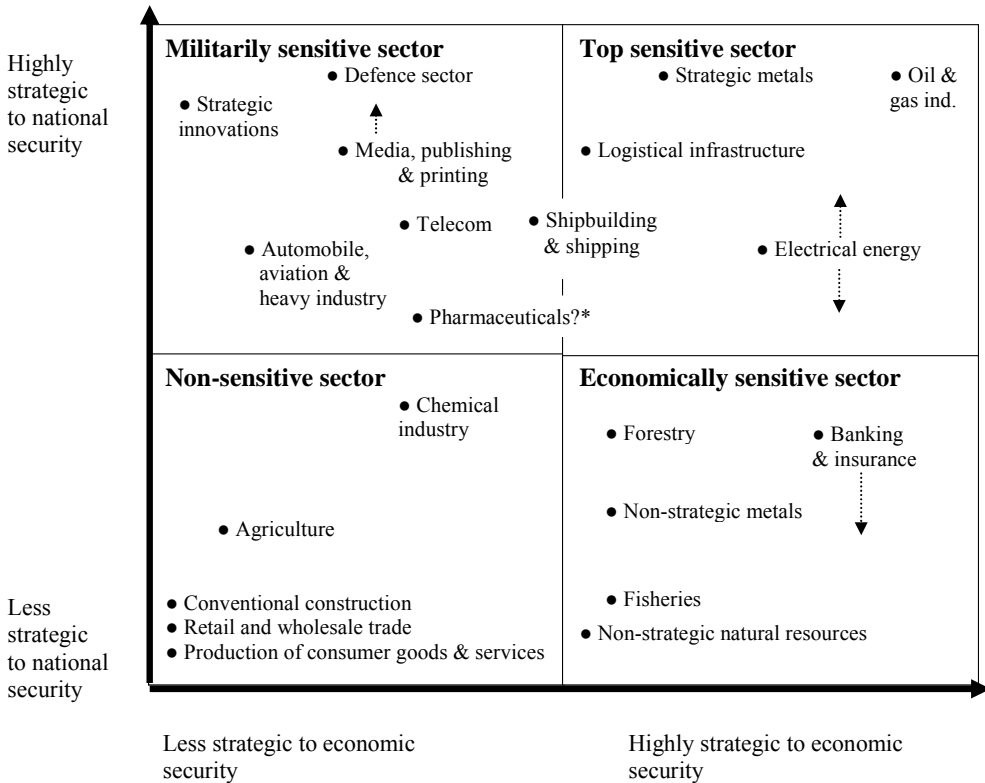 Highly
strategic
to national
security
Militarily sensitive sector
● Defence sector
● Strategic
innovations
● Media, publishing
& printing
● Telecom
● Automobile,
aviation &
heavy industry
● Pharmaceuticals?*
Top sensitive sector
● Strategic metals
● Oil &
gas ind.
● Logistical infrastructure
● Shipbuilding
& shipping
● Electrical energy
Non-sensitive sector
● Chemical
industry
● Agriculture
● Conventional construction
● Retail and wholesale trade
● Production of consumer goods & services
Economically sensitive sector
● Forestry
● Banking
& insurance
● Non-strategic metals
● Fisheries
● Non-strategic natural resources
Less
strategic
to national
security
Less strategic to economic
security
Highly strategic to economic
security